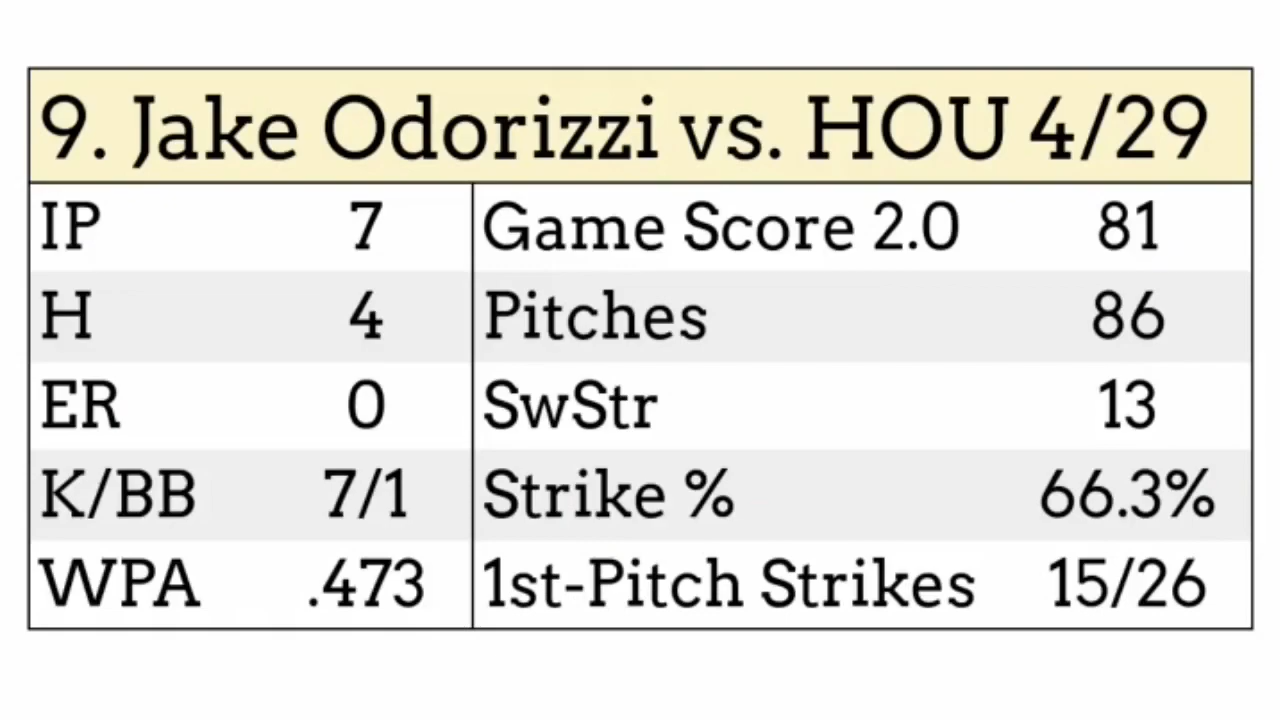 9. Jake Odorizzi vs. HOU 4/29
IP 7 Game Score 2.0 81
H 4 Pitches 86
ER 0 SwStr 13
K/BB 7/1 Strike % 66.3%
WPA .473 1st-Pitch Strikes 15/26